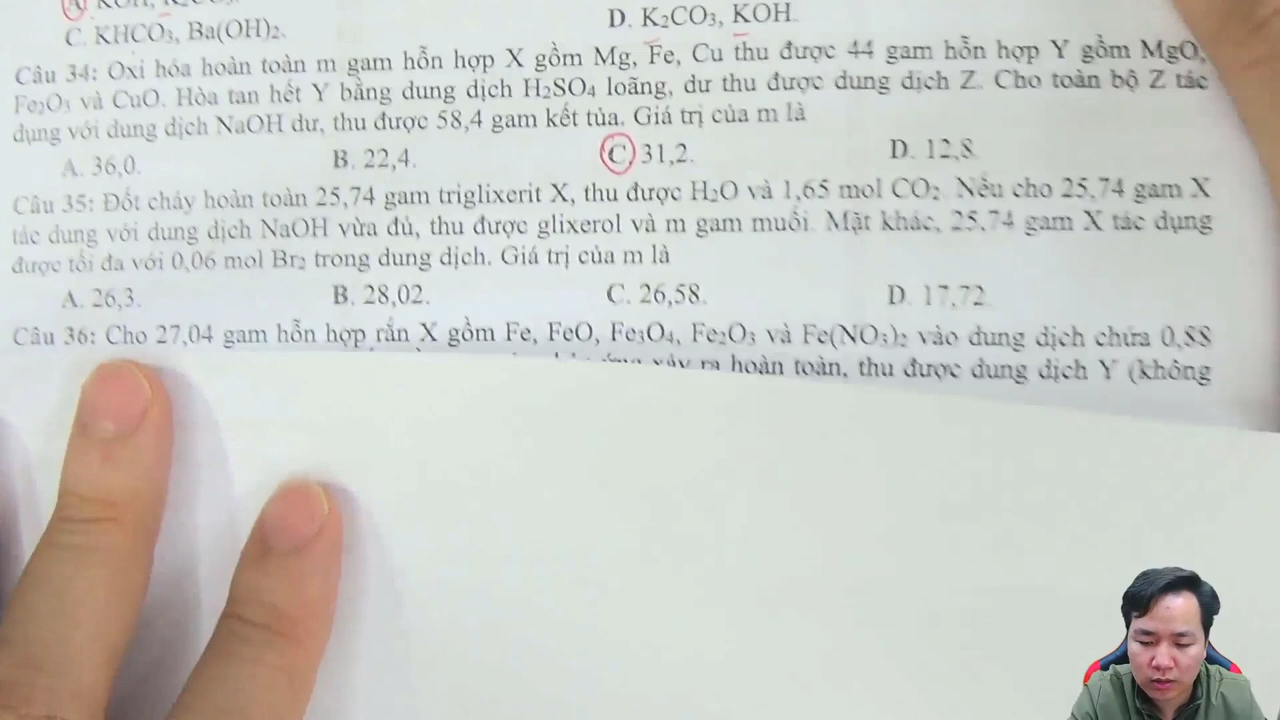 C. KHCO₃, Ba(OH)₂.
D. K₂CO₃, KOH.
Câu 34: Oxi hóa hoàn toàn m gam hỗn hợp X gồm Mg, Fe, Cu thu được 44 gam hỗn hợp Y gồm MgO,
Fe₂O₃ và CuO. Hòa tan hết Y bằng dung dịch H₂SO₄ loãng, dư thu được dung dịch Z. Cho toàn bộ Z tác
dụng với dung dịch NaOH dư, thu được 58,4 gam kết tủa. Giá trị của m là
A. 36,0. B. 22,4. C. 31,2. D. 12,8.
Câu 35: Đốt cháy hoàn toàn 25,74 gam triglixerit X, thu được H₂O và 1,65 mol CO₂. Nếu cho 25,74 gam X
tác dung với dung dịch NaOH vừa đủ, thu được glixerol và m gam muối. Mặt khác, 25,74 gam X tác dụng
được tối đa với 0,06 mol Br₂ trong dung dịch. Giá trị của m là
A. 26,3. B. 28,02. C. 26,58. D. 17,72.
Câu 36: Cho 27,04 gam hỗn hợp rắn X gồm Fe, FeO, Fe₃O₄, Fe₂O₃ và Fe(NO₃)₂ vào dung dịch chứa 0,88
ra hoàn toàn, thu được dung dịch Y (không